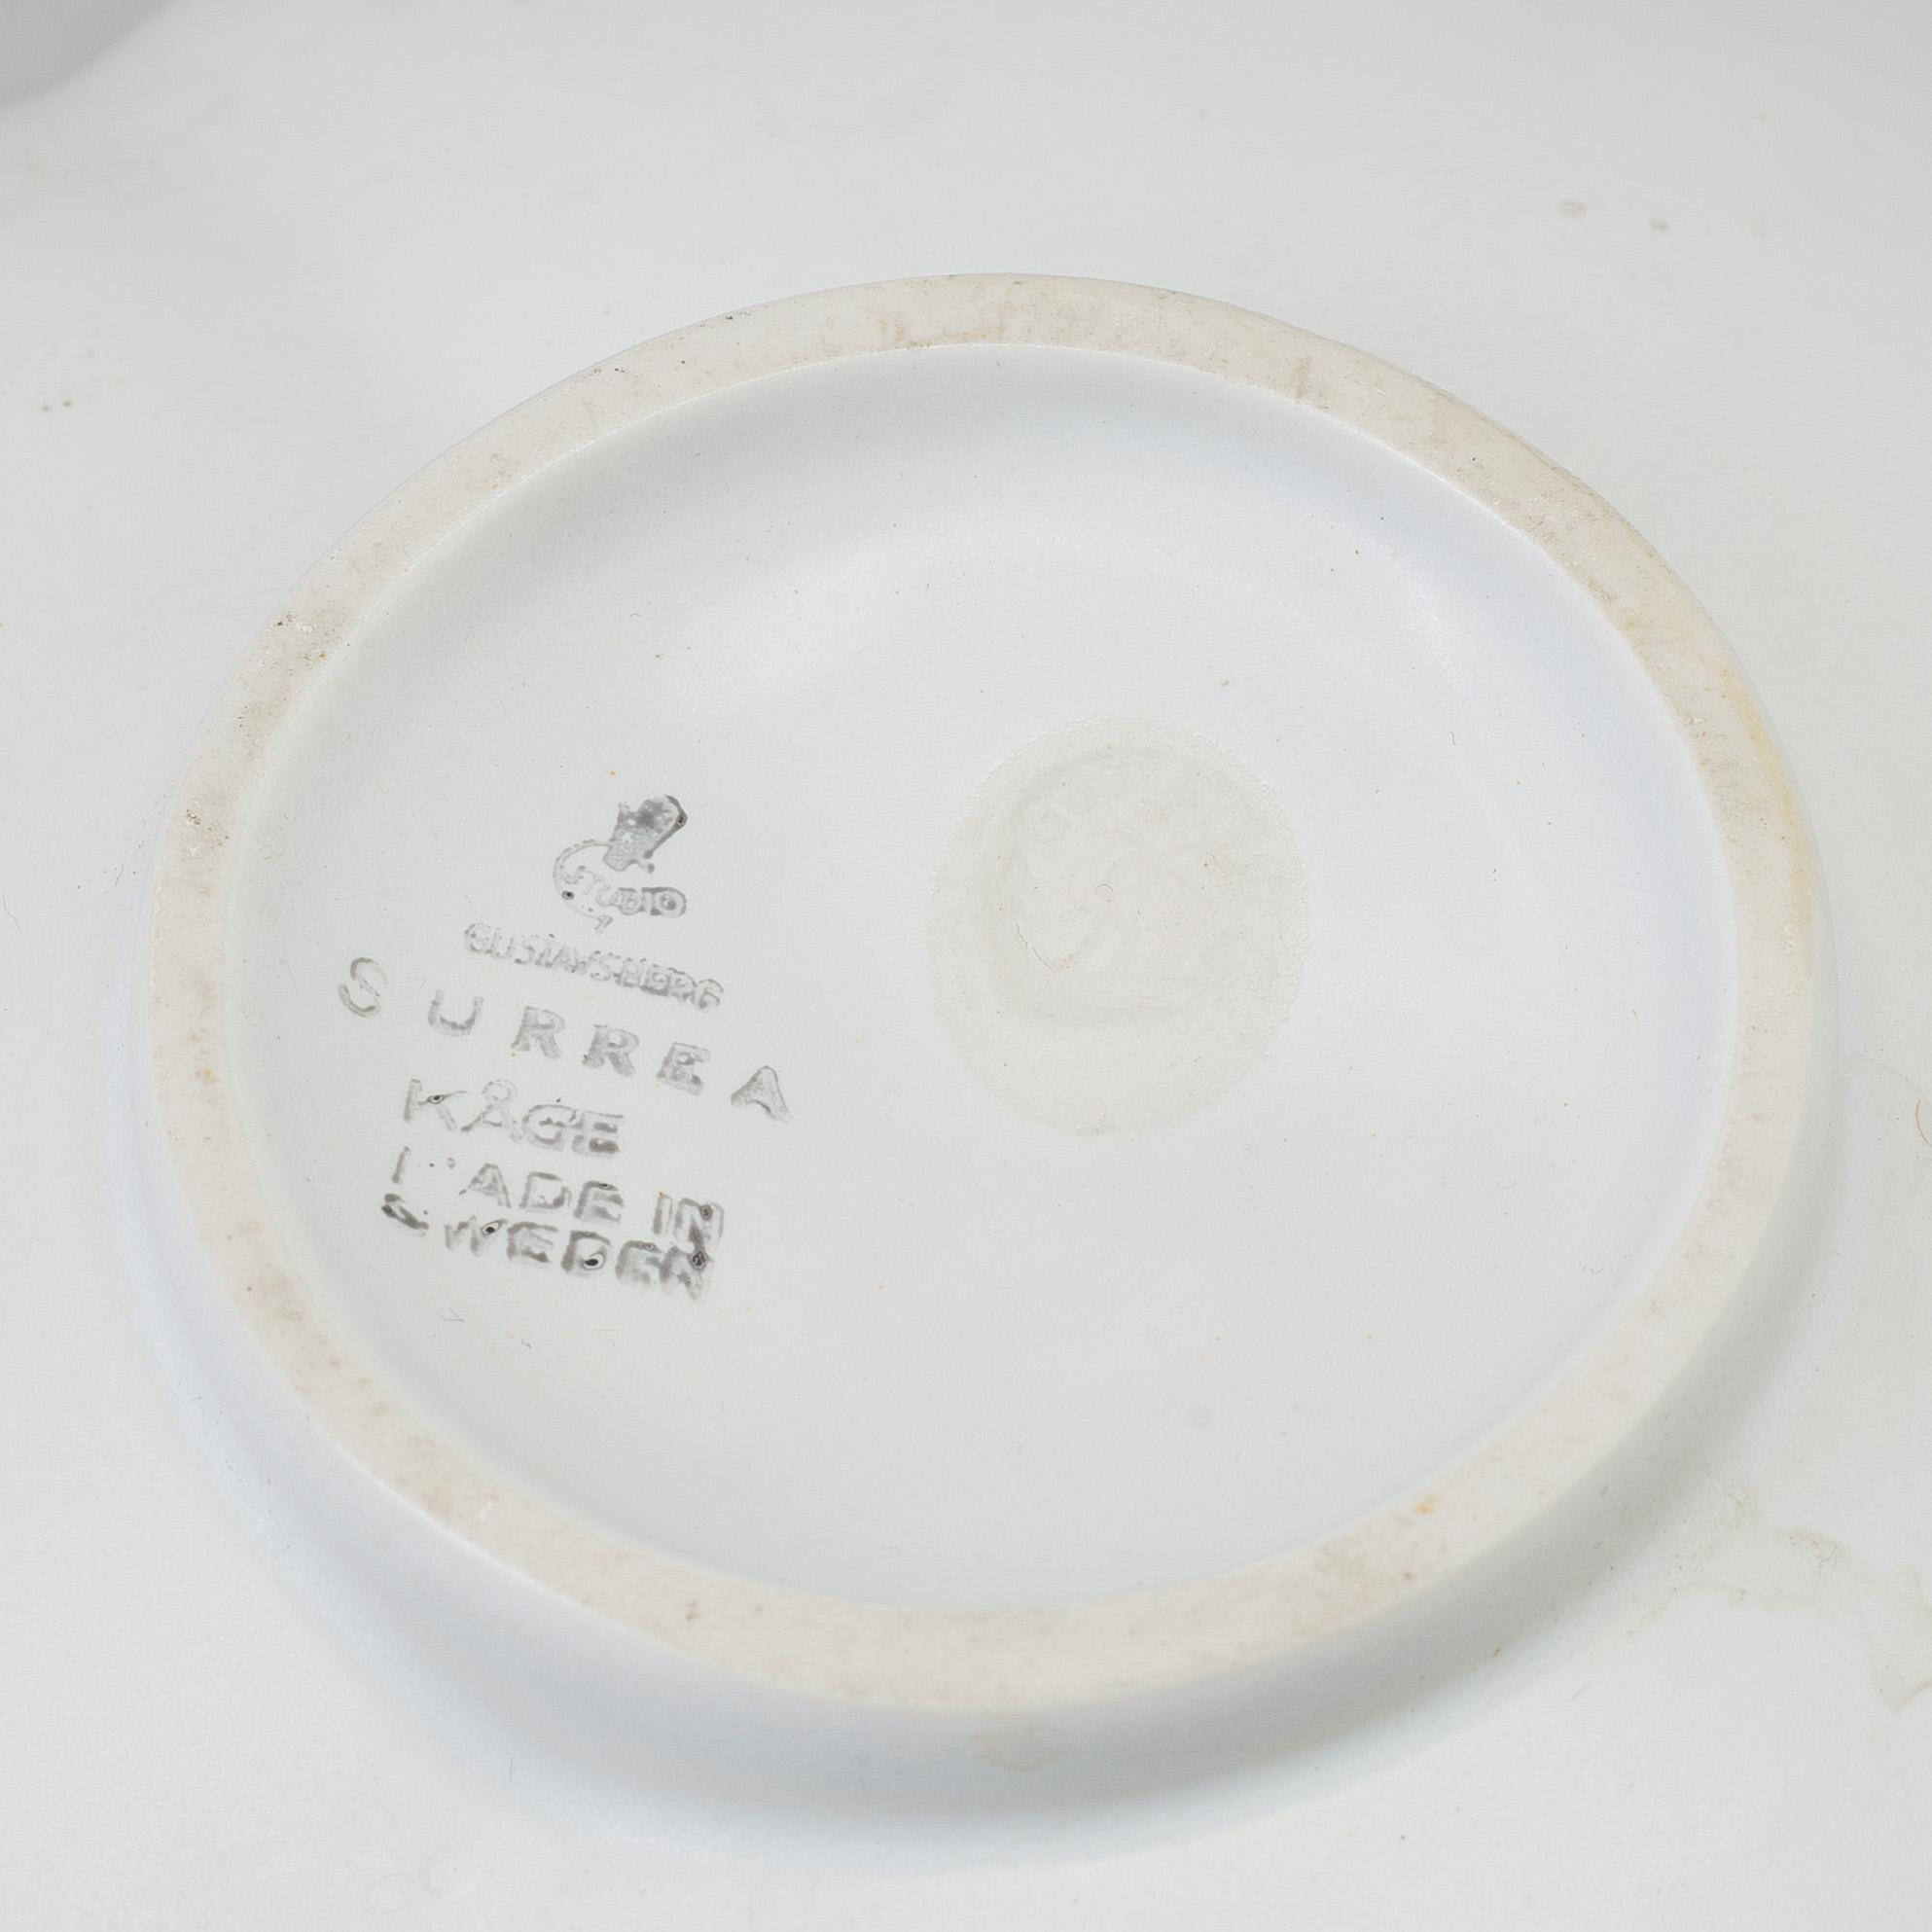 STUDIO
GUSTAVSBERG
SURREA
KÅGE
MADE IN
SWEDEN